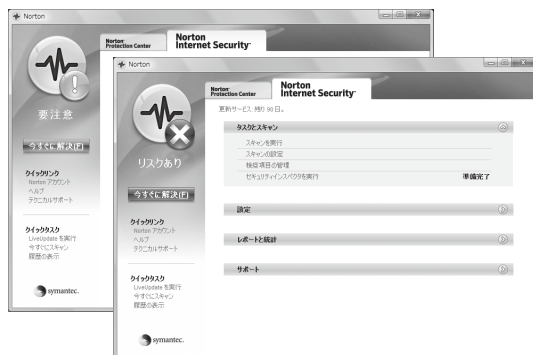 Norton
Norton Protection Center
Norton Internet Security
要注意
今すぐに解決(F)
クイックリンク
Norton アカウント
ヘルプ
テクニカルサポート
クイックタスク
LiveUpdate を実行
今すぐにスキャン
履歴の表示
symantec.
Norton
Norton Protection Center
Norton Internet Security
更新サービス: 残り 90 日。
リスクあり
今すぐに解決(F)
クイックリンク
Norton アカウント
ヘルプ
テクニカルサポート
クイックタスク
LiveUpdate を実行
今すぐにスキャン
履歴の表示
symantec.
タスクとスキャン
スキャンを実行
スキャンの設定
検疫項目の管理
セキュリティインスペクタを実行 準備完了
設定
レポートと統計
サポート